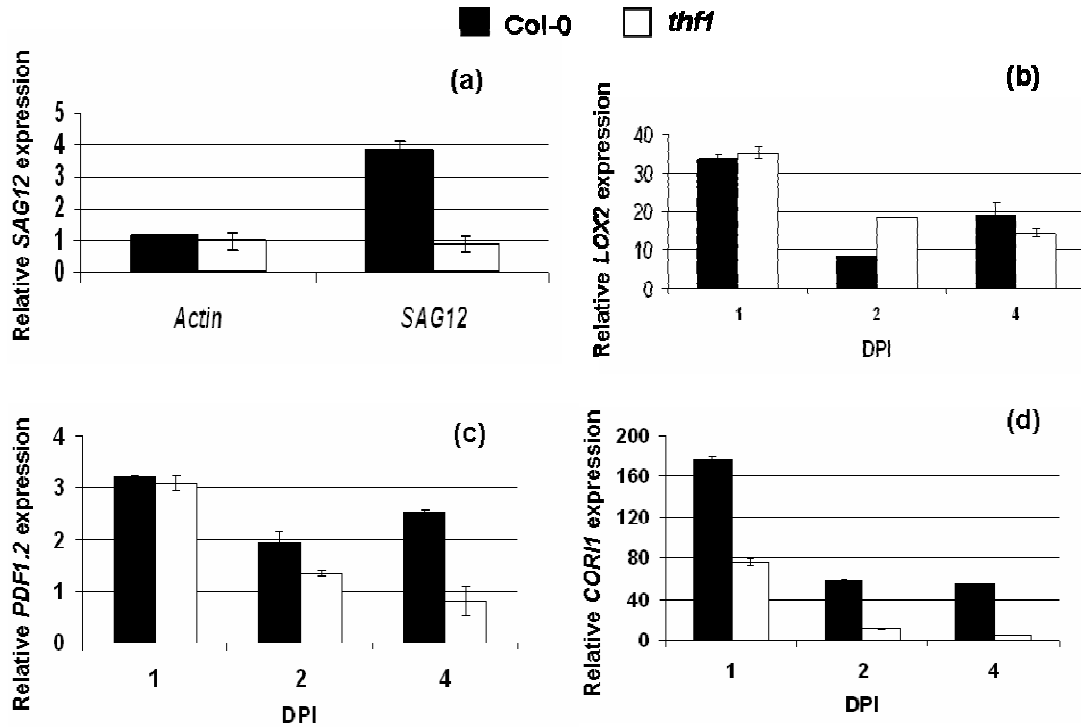 Col-0 thf1
(a)
Relative SAG12 expression
5
4
3
2
1
0
Actin SAG12
(b)
Relative LOX2 expression
40
30
20
10
0
1 2 4
DPI
(c)
Relative PDF1.2 expression
4
3
2
1
0
1 2 4
DPI
(d)
Relative CORI1 expression
200
160
120
80
40
0
1 2 4
DPI